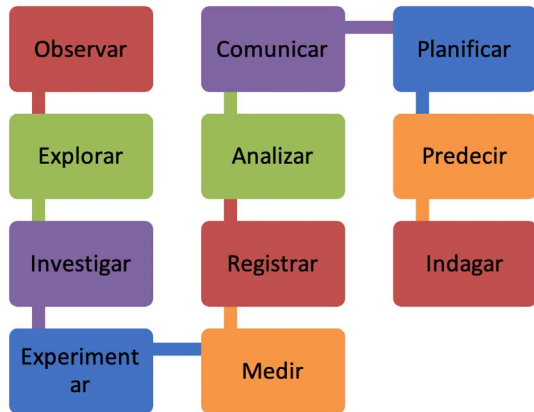 Observar
Explorar
Investigar
Experiment
ar
Medir
Registrar
Analizar
Comunicar
Planificar
Predecir
Indagar